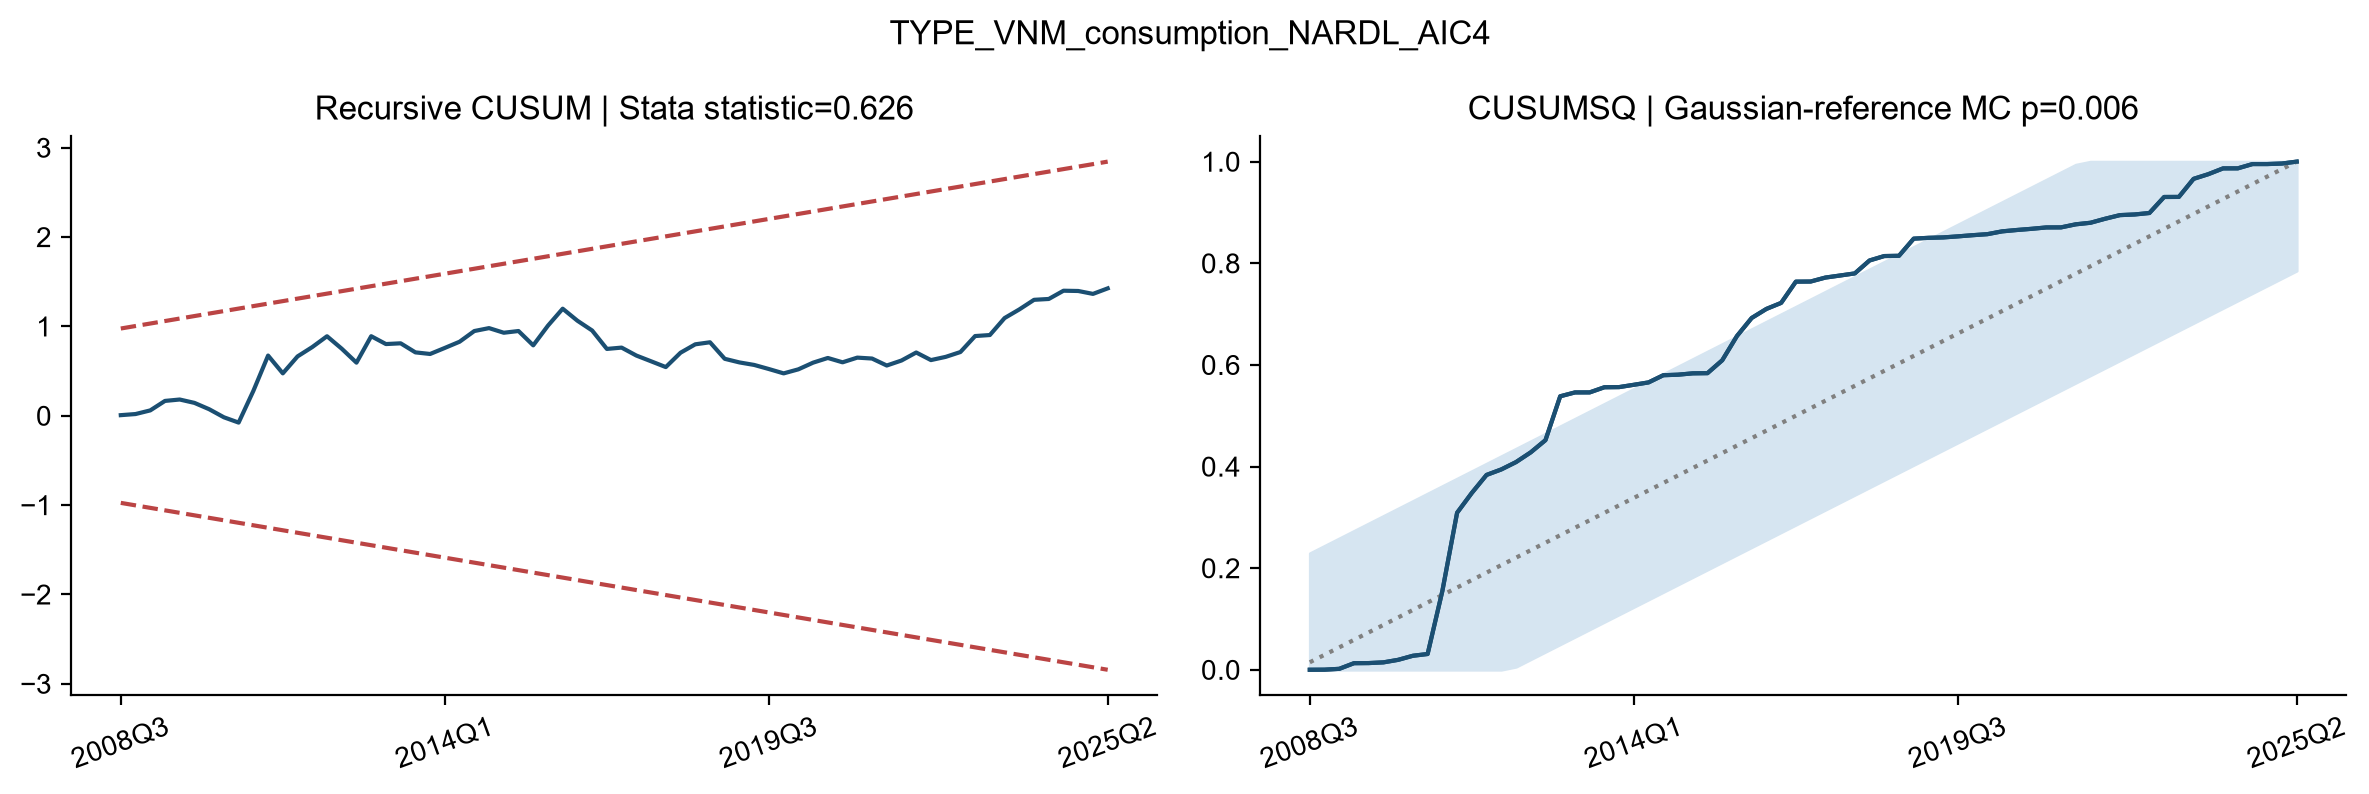 TYPE_VNM_consumption_NARDL_AIC4
Recursive CUSUM | Stata statistic=0.626
3
2
1
0
−1
−2
−3
2008Q3
2014Q1
2019Q3
2025Q2
CUSUMSQ | Gaussian-reference MC p=0.006
1.0
0.8
0.6
0.4
0.2
0.0
2008Q3
2014Q1
2019Q3
2025Q2